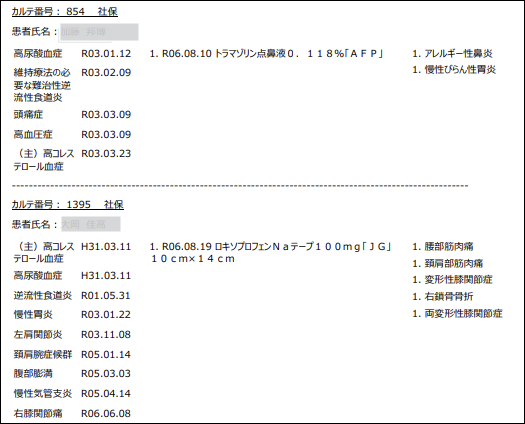 カルテ番号： 854 社保
患者氏名：
高尿酸血症 R03.01.12 1. R06.08.10 トラマゾリン点鼻液０．１１８％「ＡＦＰ」 1. アレルギー性鼻炎
維持療法の必 R03.02.09 1. 慢性びらん性胃炎
要な難治性逆
流性食道炎
頭痛症 R03.03.09
高血圧症 R03.03.09
（主）高コレス R03.03.23
テロール血症
カルテ番号： 1395 社保
患者氏名：
（主）高コレス H31.03.11 1. R06.08.19 ロキソプロフェンＮａテープ１００ｍｇ「ＪＧ」 1. 腰部筋肉痛
テロール血症 １０ｃｍ×１４ｃｍ 1. 頚肩部筋肉痛
高尿酸血症 H31.03.11 1. 変形性膝関節症
逆流性食道炎 R01.05.31 1. 右鎖骨骨折
慢性胃炎 R03.01.22 1. 両変形性膝関節症
左肩関節炎 R03.11.08
頚肩腕症候群 R05.01.14
腹部膨満 R05.03.03
慢性気管支炎 R05.04.14
右膝関節痛 R06.06.08